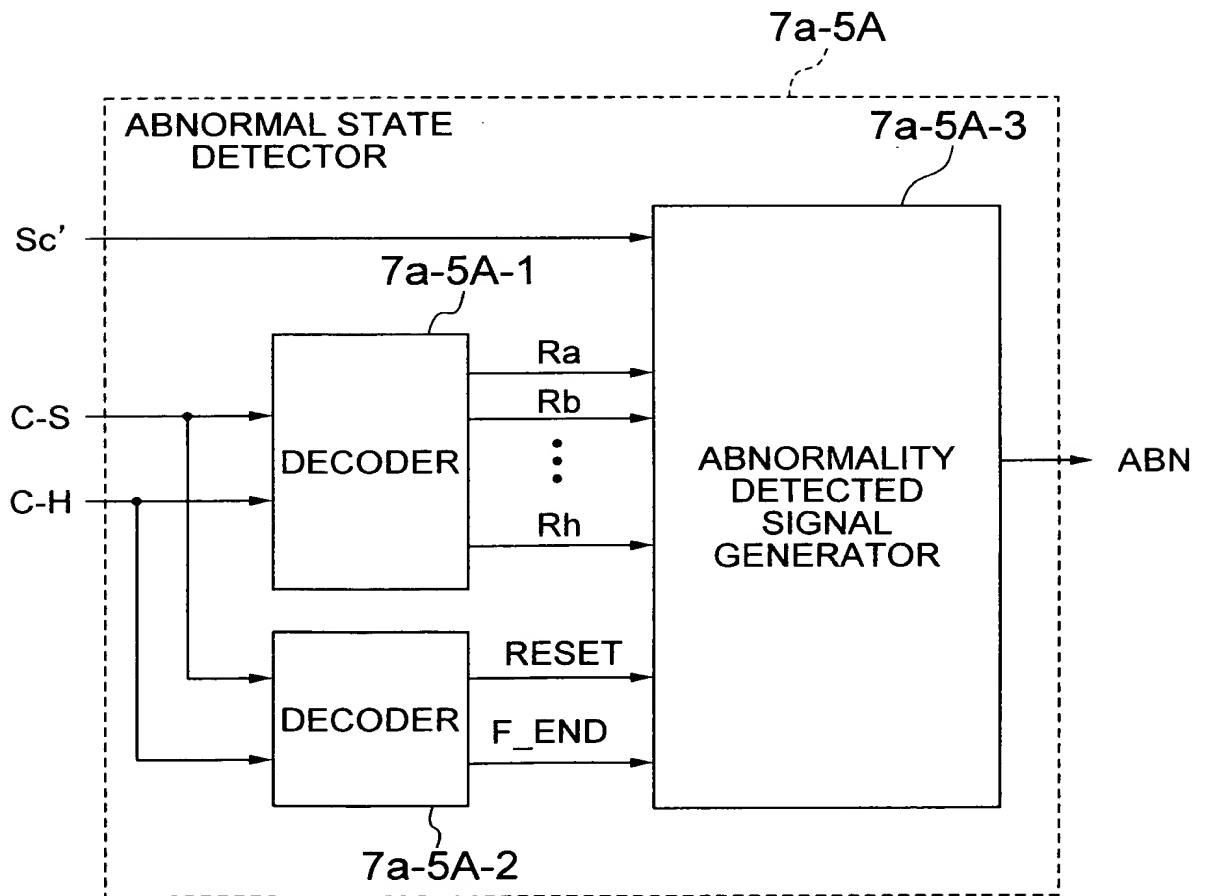 7a-5A
ABNORMAL STATE
DETECTOR
7a-5A-3
Sc'
7a-5A-1
Ra
C-S
Rb
DECODER
ABNORMALITY
DETECTED
SIGNAL
GENERATOR
ABN
C-H
Rh
RESET
DECODER
F_END
7a-5A-2